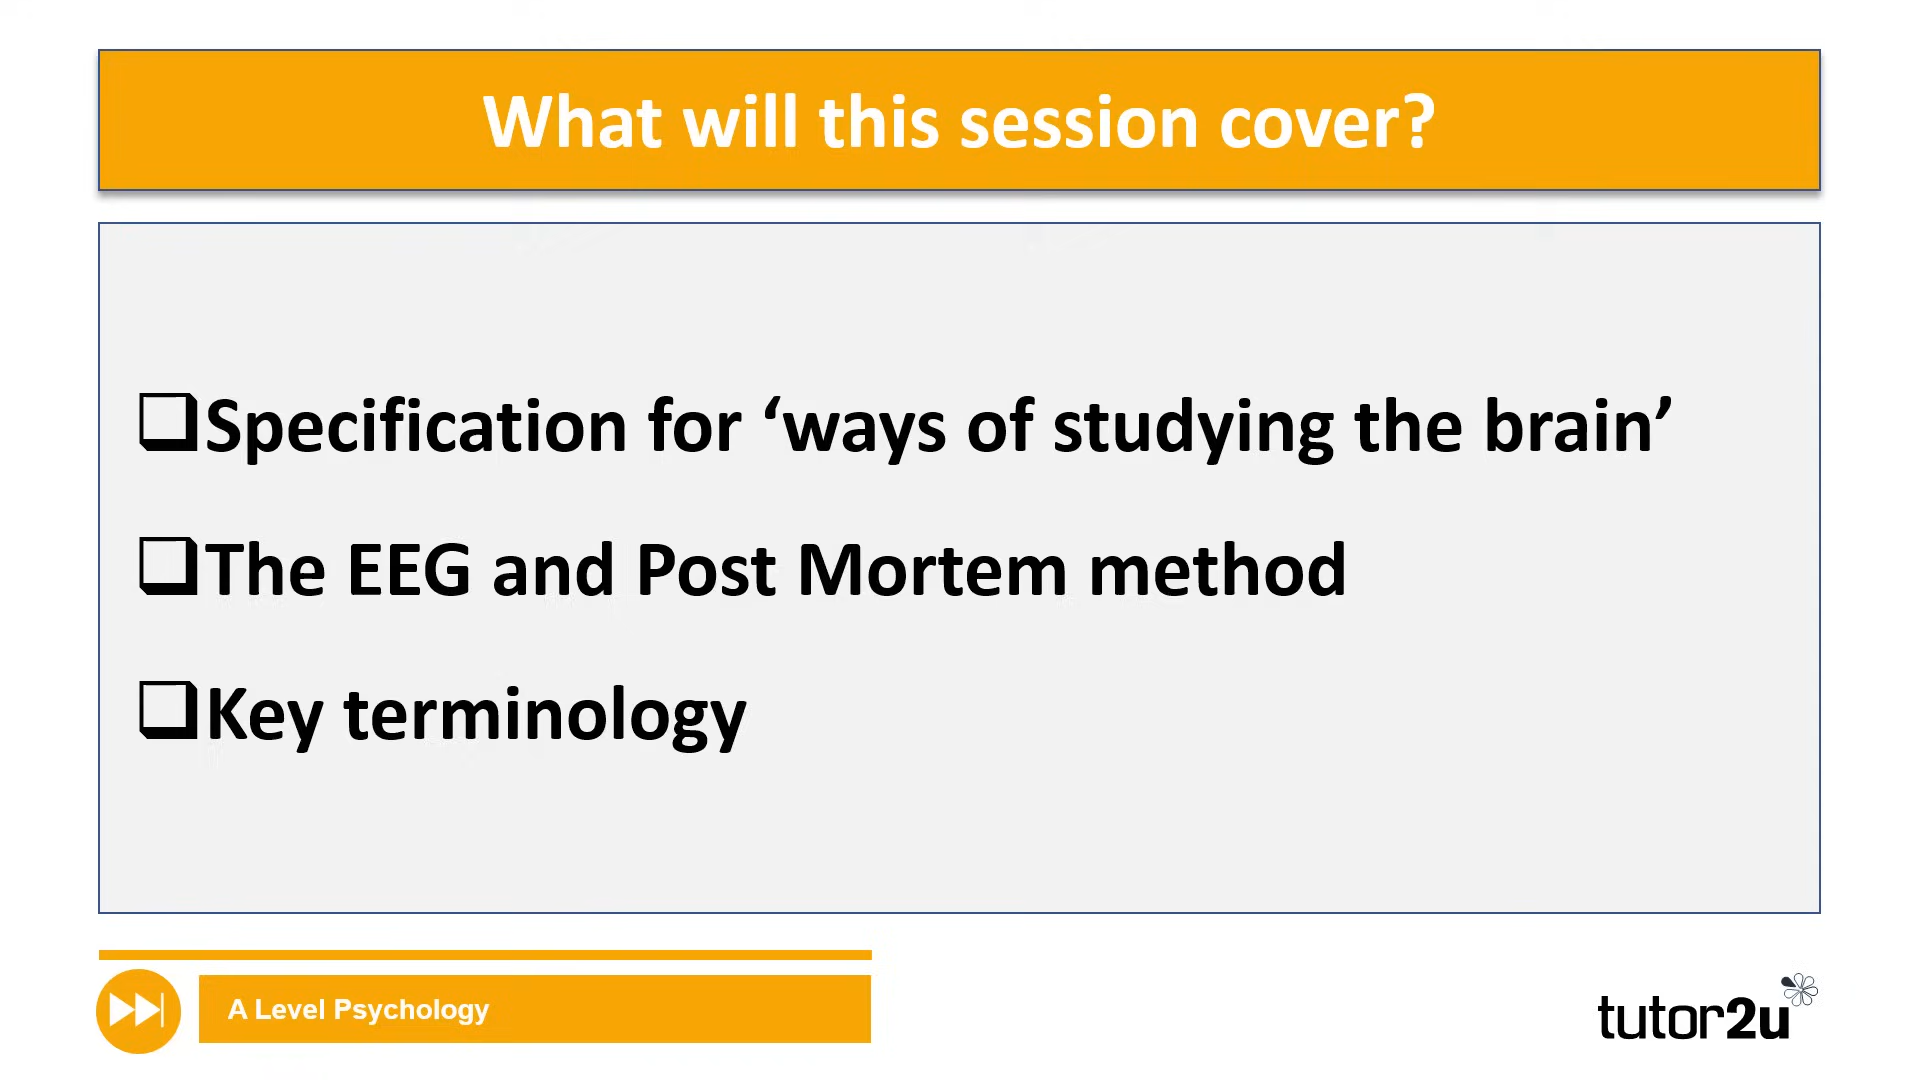 What will this session cover?
Specification for ‘ways of studying the brain’
The EEG and Post Mortem method
Key terminology
A Level Psychology
tutor2u